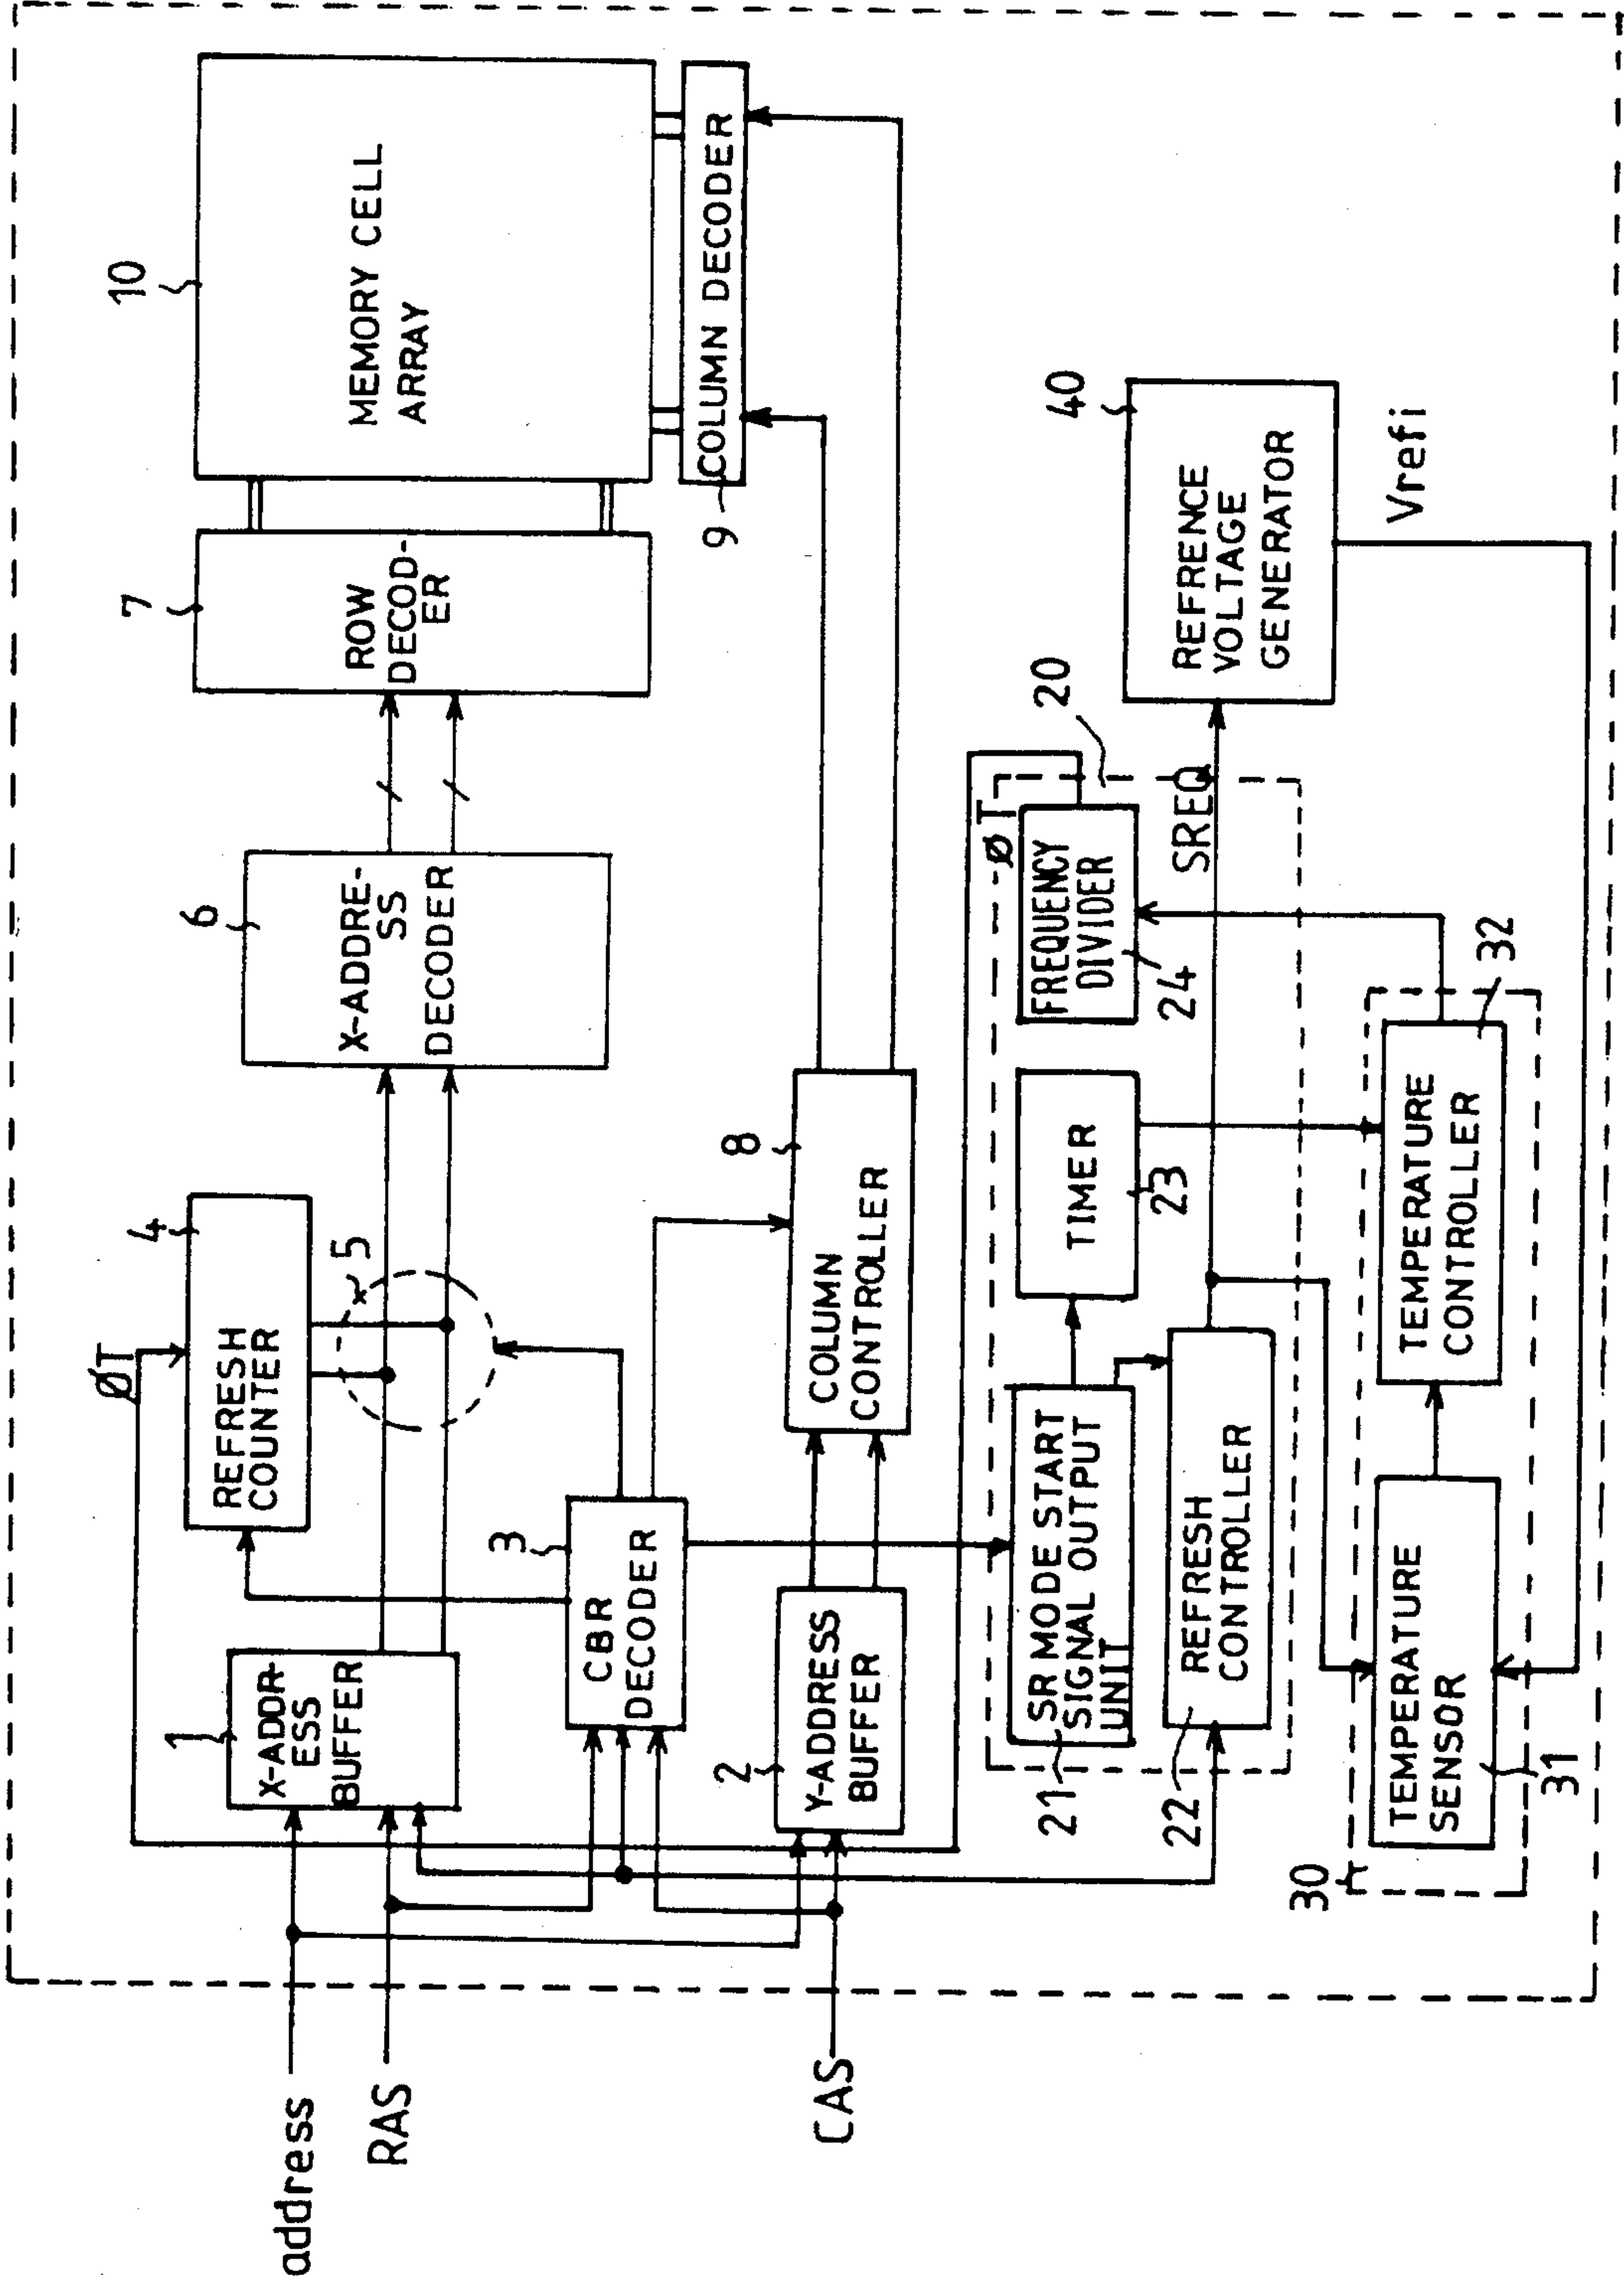 address
RAS
CAS
1
X-ADDR-
ESS
BUFFER
ØT
4
REFRESH
COUNTER
5
6
X-ADDRE-
SS
DECODER
7
ROW
DECOD-
ER
10
MEMORY CELL
ARRAY
9
COLUMN DECODER
3
CBR
DECODER
2
Y-ADDRESS
BUFFER
8
COLUMN
CONTROLLER
21
SR MODE START
SIGNAL OUTPUT
UNIT
22
REFRESH
CONTROLLER
TIMER
23
ØT
FREQUENCY
DIVIDER
24
20
SREQ
40
REFRENCE
VOLTAGE
GENERATOR
Vrefi
30
TEMPERATURE
SENSOR
31
TEMPERATURE
CONTROLLER
32